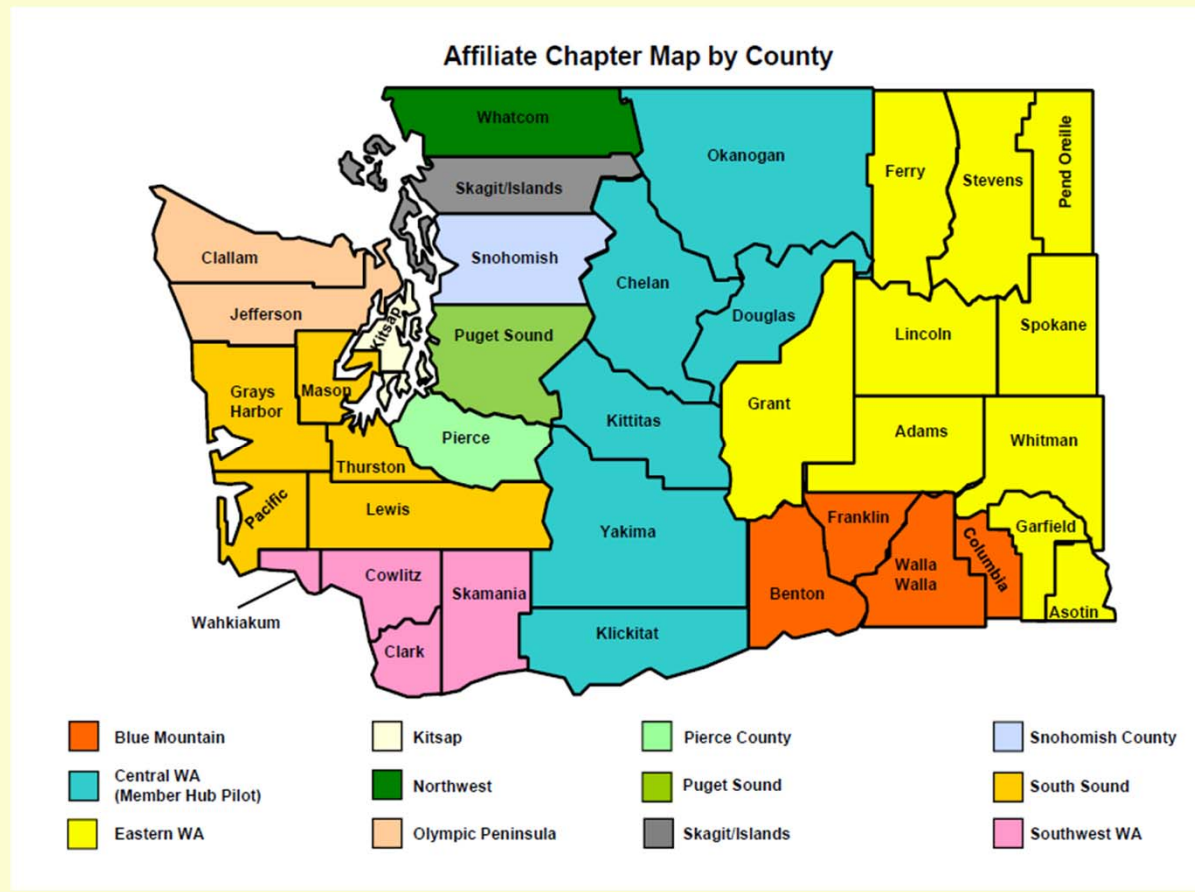 Affiliate Chapter Map by County
Whatcom
Okanogan
Ferry
Stevens
Pend Oreille
Skagit/Islands
Clallam
Snohomish
Chelan
Jefferson
Kitsap
Puget Sound
Douglas
Lincoln
Spokane
Grays
Harbor
Mason
Grant
Kittitas
Adams
Whitman
Pierce
Thurston
Pacific
Lewis
Yakima
Franklin
Garfield
Walla
Walla
Columbia
Cowlitz
Skamania
Benton
Asotin
Wahkiakum
Clark
Klickitat
Blue Mountain
Central WA
(Member Hub Pilot)
Eastern WA
Kitsap
Northwest
Olympic Peninsula
Pierce County
Puget Sound
Skagit/Islands
Snohomish County
South Sound
Southwest WA